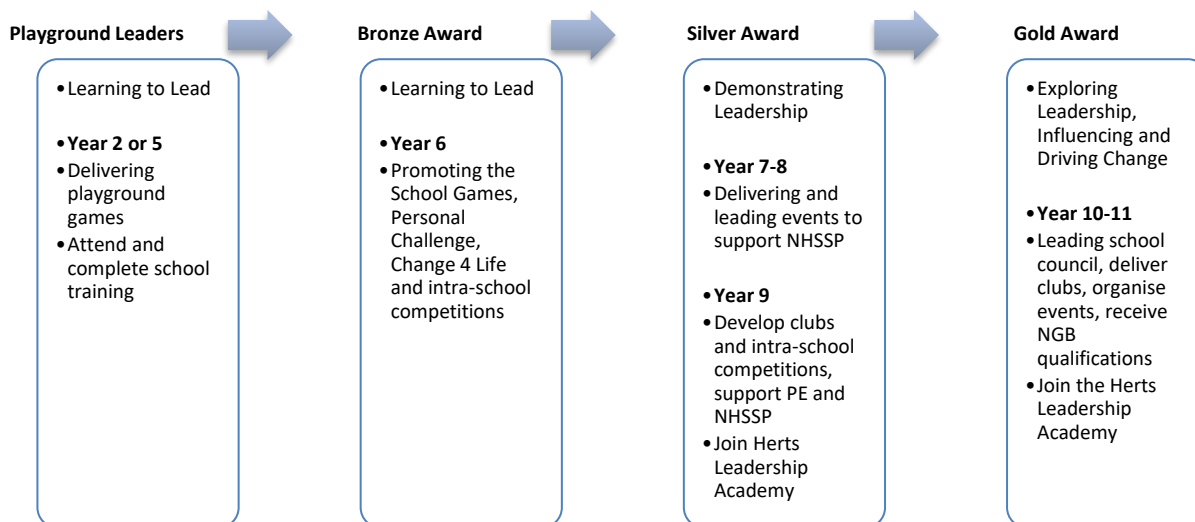 Playground Leaders
•Learning to Lead
•Year 2 or 5
•Delivering
playground
games
•Attend and
complete school
training
Bronze Award
•Learning to Lead
•Year 6
•Promoting the
School Games,
Personal
Challenge,
Change 4 Life
and intra-school
competitions
Silver Award
•Demonstrating
Leadership
•Year 7-8
•Delivering and
leading events to
support NHSSP
•Year 9
•Develop clubs
and intra-school
competitions,
support PE and
NHSSP
•Join Herts
Leadership
Academy
Gold Award
•Exploring
Leadership,
Influencing and
Driving Change
•Year 10-11
•Leading school
council, deliver
clubs, organise
events, receive
NGB
qualifications
•Join the Herts
Leadership
Academy